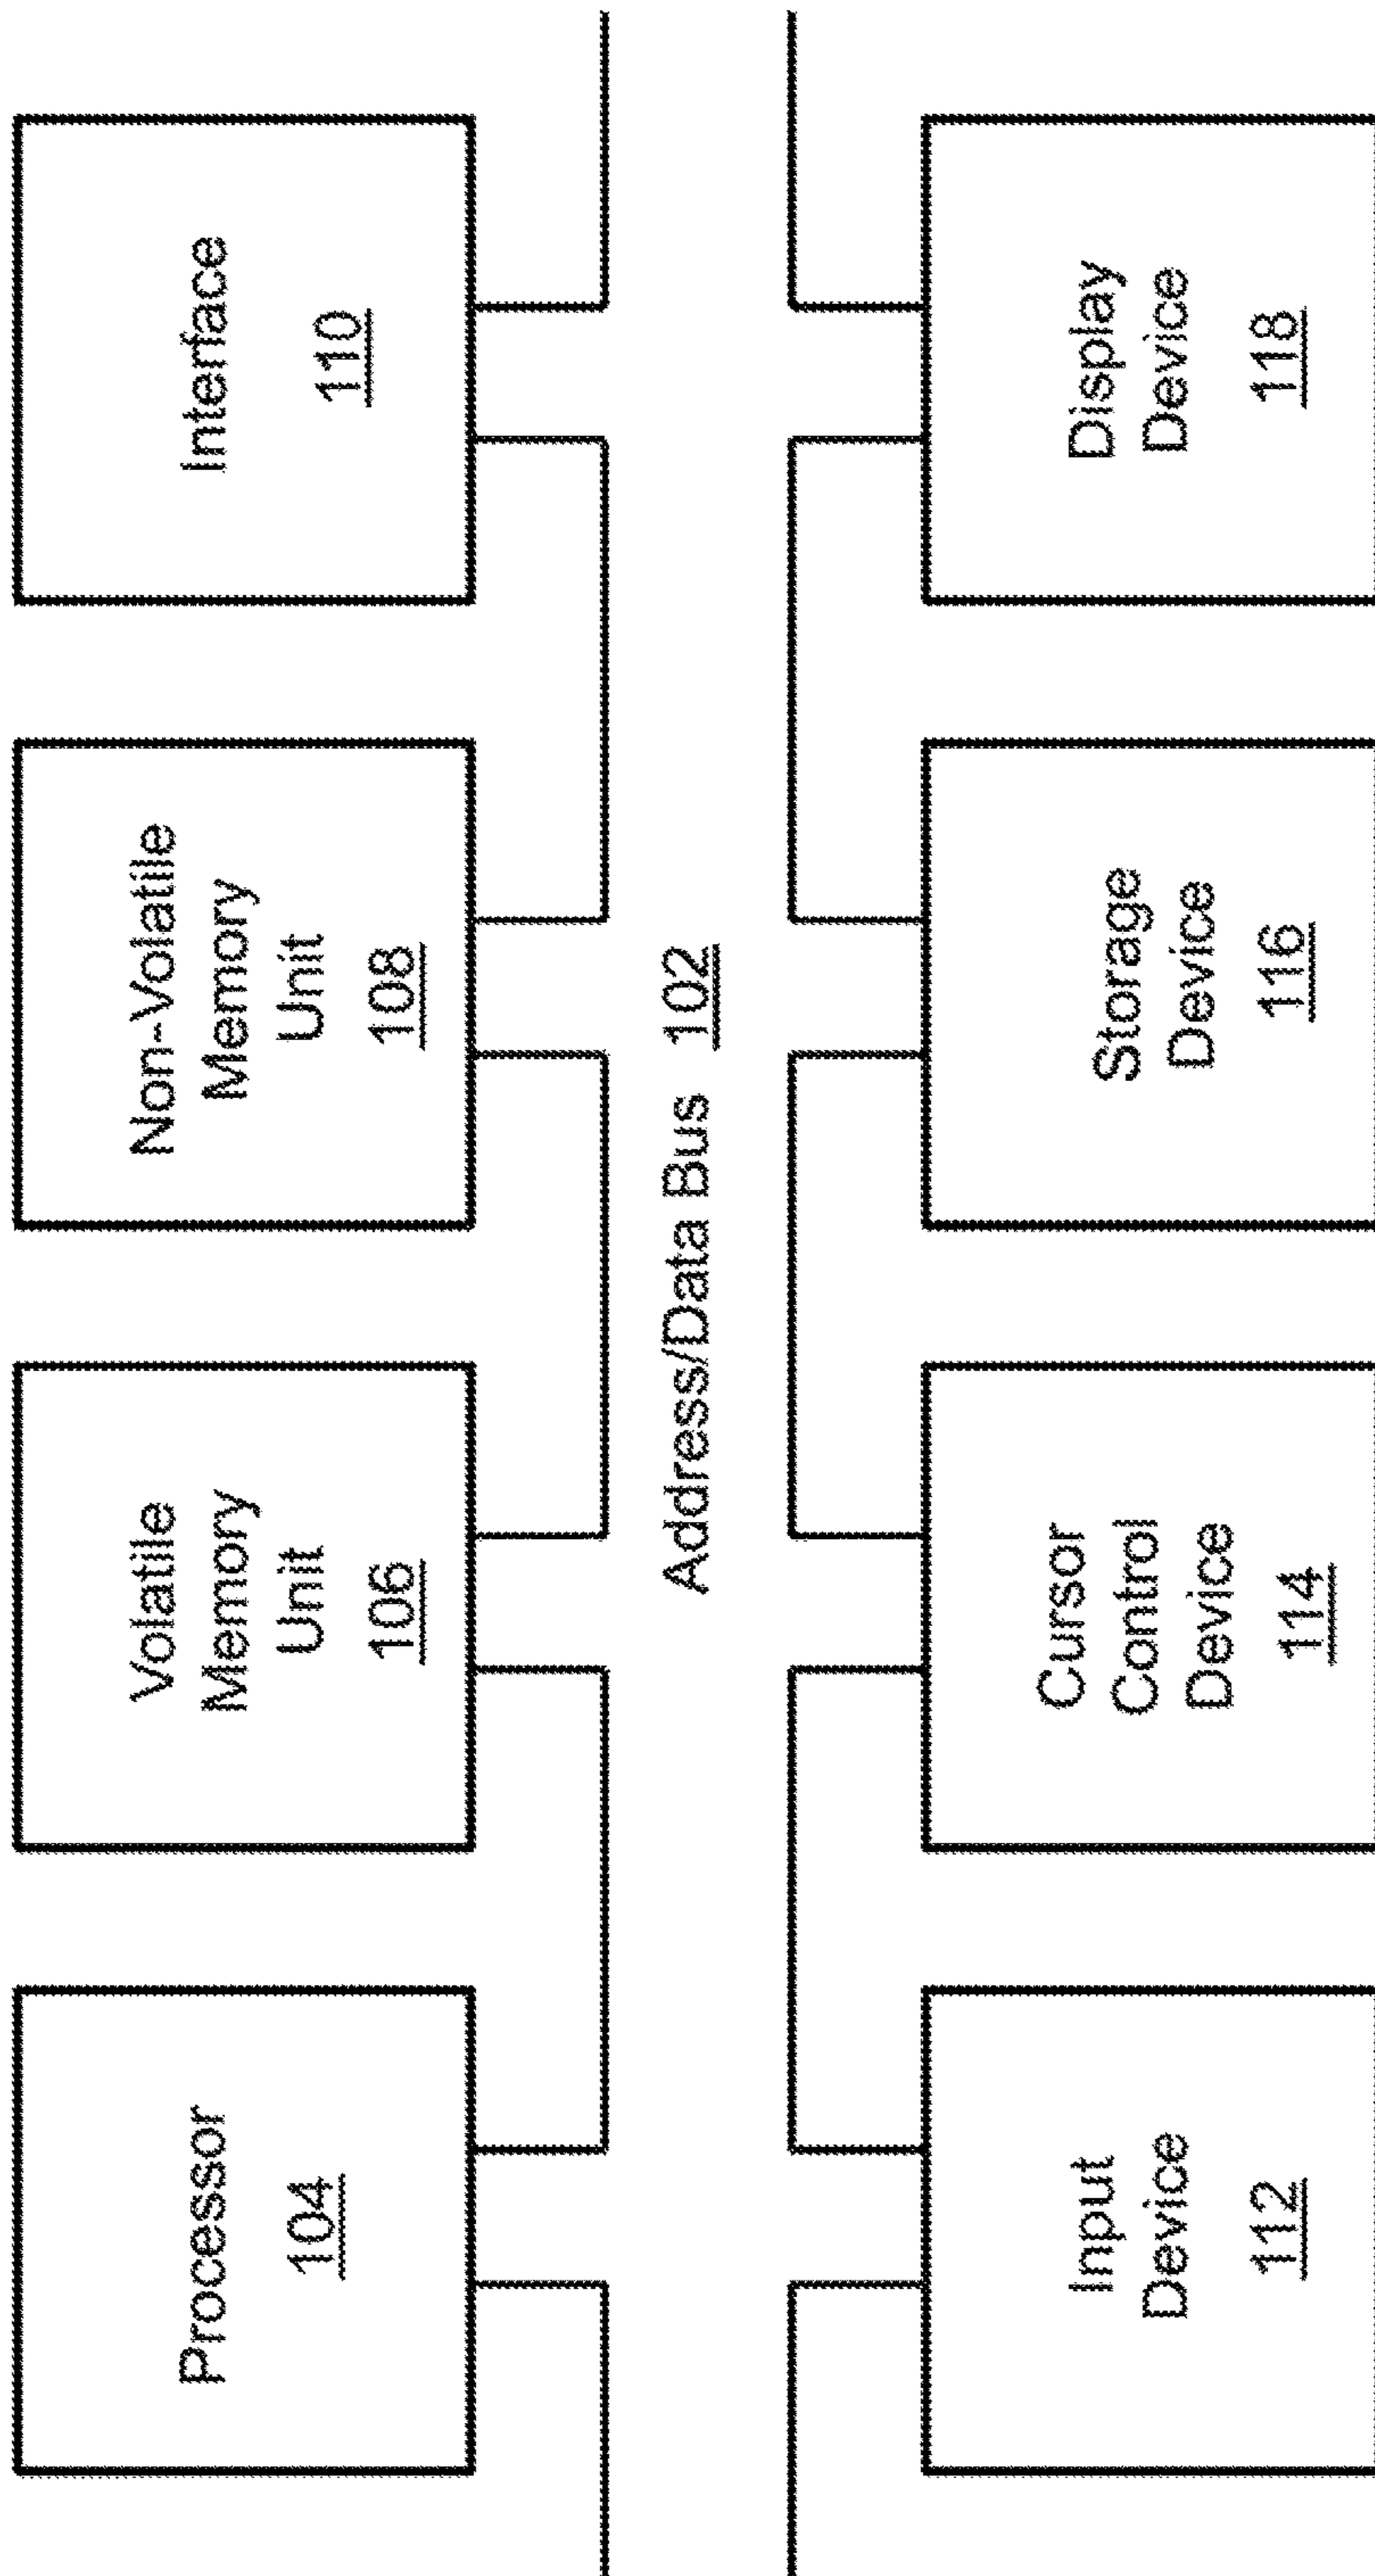 Processor
104
Volatile
Memory
Unit
106
Non-Volatile
Memory
Unit
108
Interface
110
Address/Data Bus 102
Input
Device
112
Cursor
Control
Device
114
Storage
Device
116
Display
Device
118